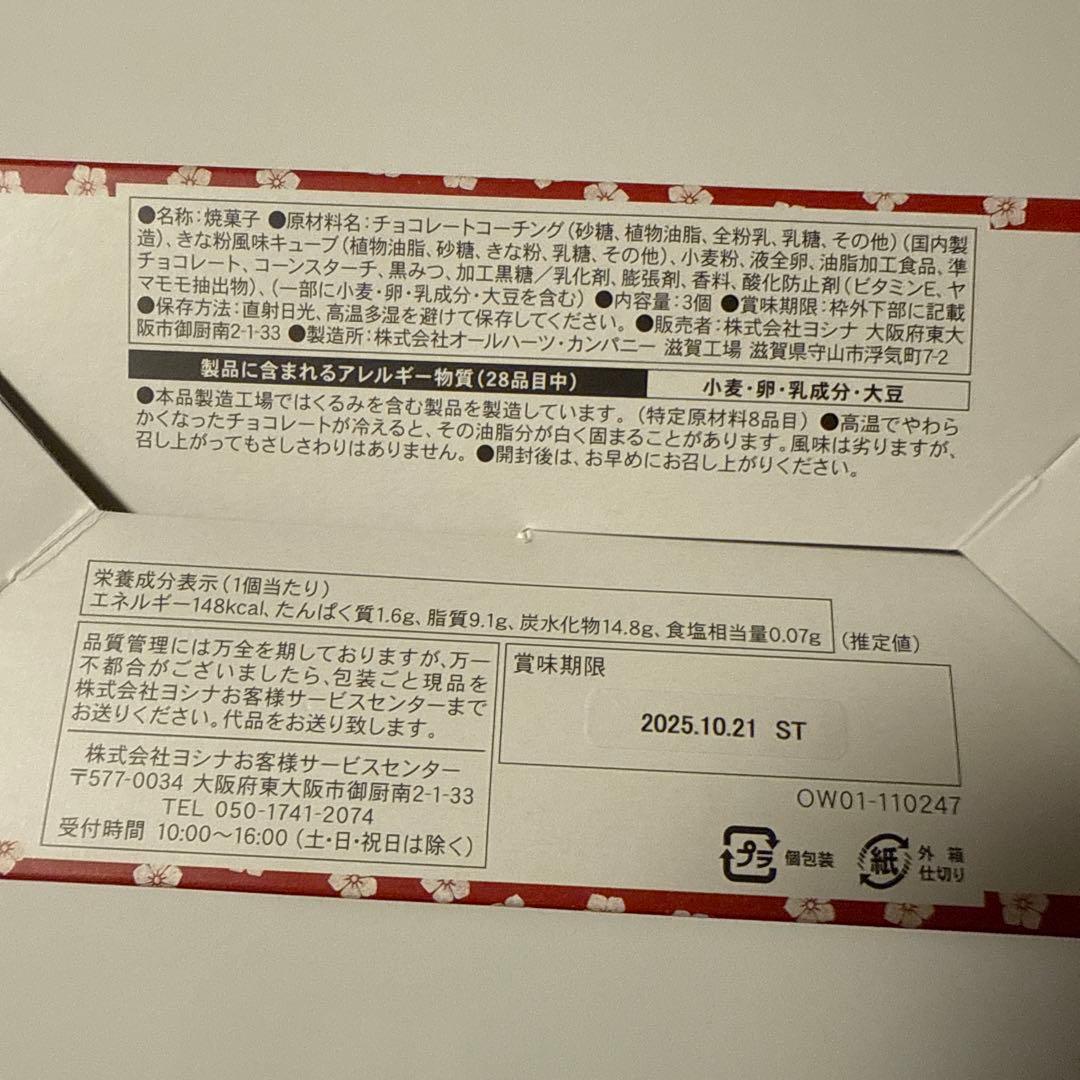 ●名称：焼菓子 ●原材料名：チョコレートコーチング（砂糖、植物油脂、全粉乳、乳糖、その他）（国内製
造）、きな粉風味キューブ（植物油脂、砂糖、きな粉、乳糖、その他）、小麦粉、液全卵、油脂加工食品、準
チョコレート、コーンスターチ、黒みつ、加工黒糖／乳化剤、膨張剤、香料、酸化防止剤（ビタミンE、ヤ
マモモ抽出物）、（一部に小麦・卵・乳成分・大豆を含む） ●内容量：3個 ●賞味期限：枠外下部に記載
●保存方法：直射日光、高温多湿を避けて保存してください。 ●販売者：株式会社ヨシナ 大阪府東大
阪市御厨南2-1-33 ●製造所：株式会社オールハーツ・カンパニー 滋賀工場 滋賀県守山市浮気町7-2
製品に含まれるアレルギー物質（28品目中） 小麦・卵・乳成分・大豆
●本品製造工場ではくるみを含む製品を製造しています。（特定原材料8品目） ●高温でやわら
かくなったチョコレートが冷えると、その油脂分が白く固まることがあります。風味は劣りますが、
召し上がってもさしさわりはありません。 ●開封後は、お早めにお召し上がりください。
栄養成分表示（1個当たり）
エネルギー148kcal、たんぱく質1.6g、脂質9.1g、炭水化物14.8g、食塩相当量0.07g （推定値）
品質管理には万全を期しておりますが、万一
不都合がございましたら、包装ごと現品を
株式会社ヨシナお客様サービスセンターまで
お送りください。代品をお送り致します。
株式会社ヨシナお客様サービスセンター
〒577-0034 大阪府東大阪市御厨南2-1-33
TEL 050-1741-2074
受付時間 10:00〜16:00（土・日・祝日は除く）
賞味期限
2025.10.21 ST
OW01-110247
プラ 個包装
紙 外箱
仕切り